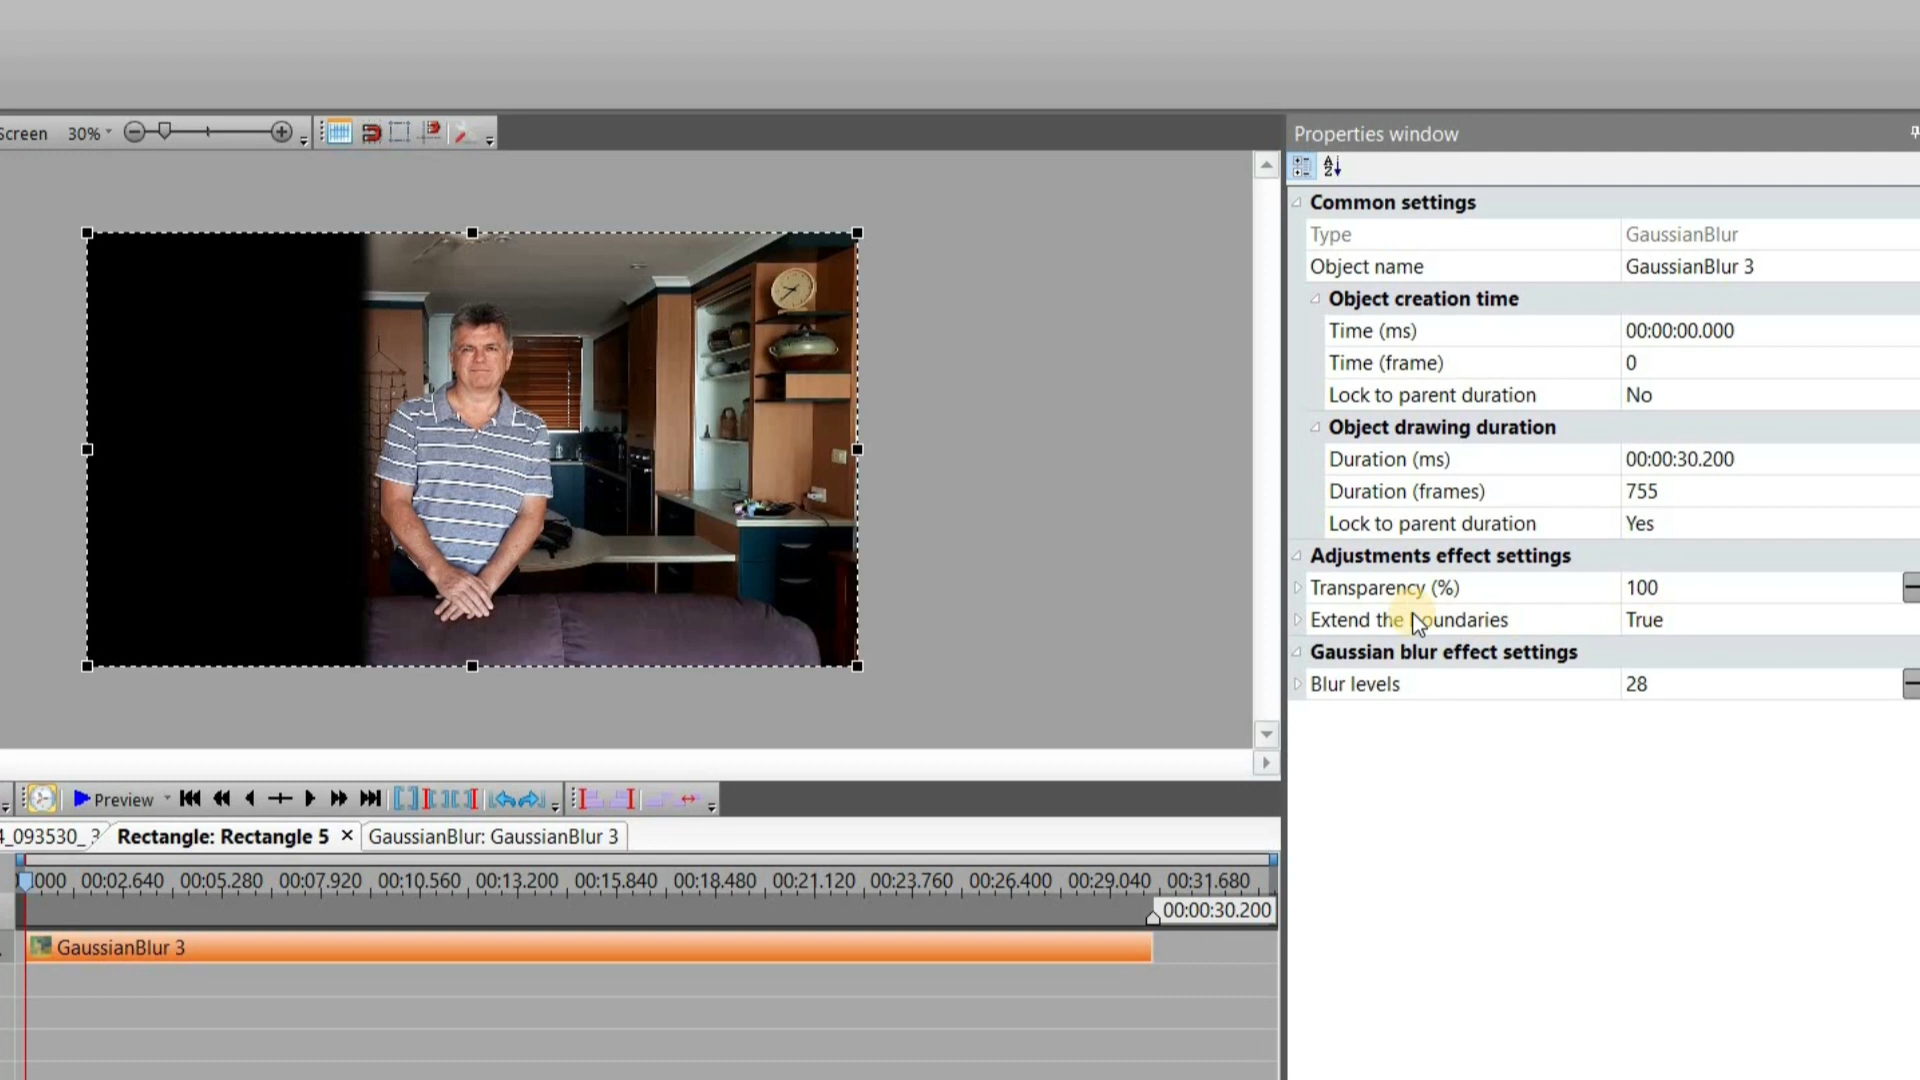 Screen 30%
Properties window
Common settings
Type GaussianBlur
Object name GaussianBlur 3
Object creation time
Time (ms) 00:00:00.000
Time (frame) 0
Lock to parent duration No
Object drawing duration
Duration (ms) 00:00:30.200
Duration (frames) 755
Lock to parent duration Yes
Adjustments effect settings
Transparency (%) 100
Extend the boundaries True
Gaussian blur effect settings
Blur levels 28
Preview
4_093530_ Rectangle: Rectangle 5 × GaussianBlur: GaussianBlur 3
000 00:02.640 00:05.280 00:07.920 00:10.560 00:13.200 00:15.840 00:18.480 00:21.120 00:23.760 00:26.400 00:29.040 00:31.680
00:00:30.200
GaussianBlur 3